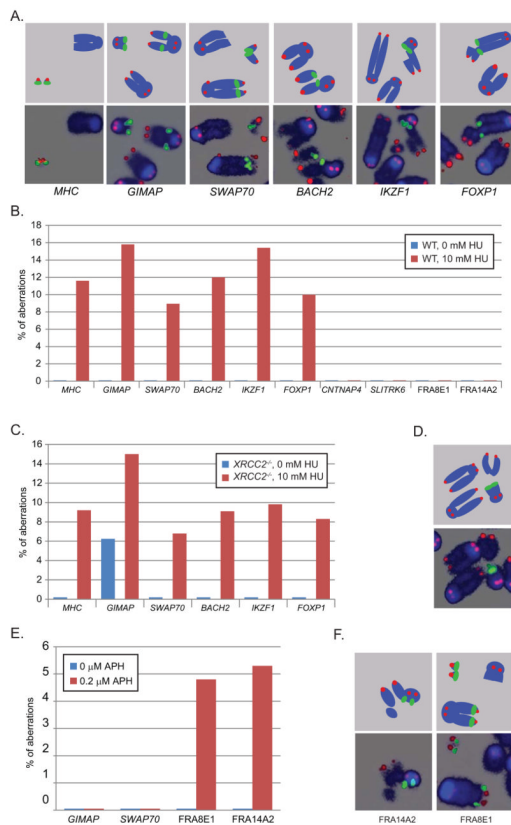 A.
MHC GIMAP SWAP70 BACH2 IKZF1 FOXP1
B.
% of aberrations
18
16
14
12
10
8
6
4
2
0
WT, 0 mM HU
WT, 10 mM HU
MHC GIMAP SWAP70 BACH2 IKZF1 FOXP1 CNTNAP4 SLITRK6 FRA8E1 FRA14A2
C.
% of aberrations
16
14
12
10
8
6
4
2
0
XRCC2-/-, 0 mM HU
XRCC2-/-, 10 mM HU
MHC GIMAP SWAP70 BACH2 IKZF1 FOXP1
D.
E.
% of aberrations
6
5
4
3
2
1
0
0 µM APH
0.2 µM APH
GIMAP SWAP70 FRA8E1 FRA14A2
F.
FRA14A2 FRA8E1